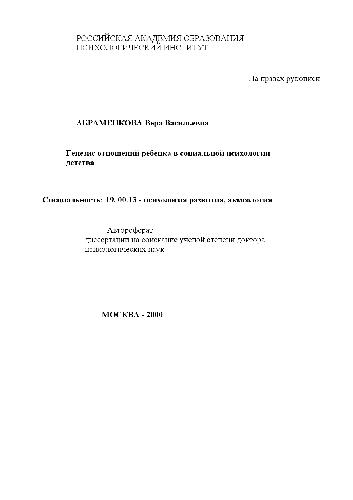 РОССИЙСКАЯ АКАДЕМИЯ ОБРАЗОВАНИЯ
ПСИХОЛОГИЧЕСКИЙ ИНСТИТУТ
На правах рукописи
АБРАМЕНКОВА Вера Васильевна
Генезис отношений ребенка в социальной психологии
детства
Специальность: 19. 00.13 - психология развития, акмеология
Автореферат
диссертации на соискание ученой степени доктора
психологических наук
МОСКВА - 2000